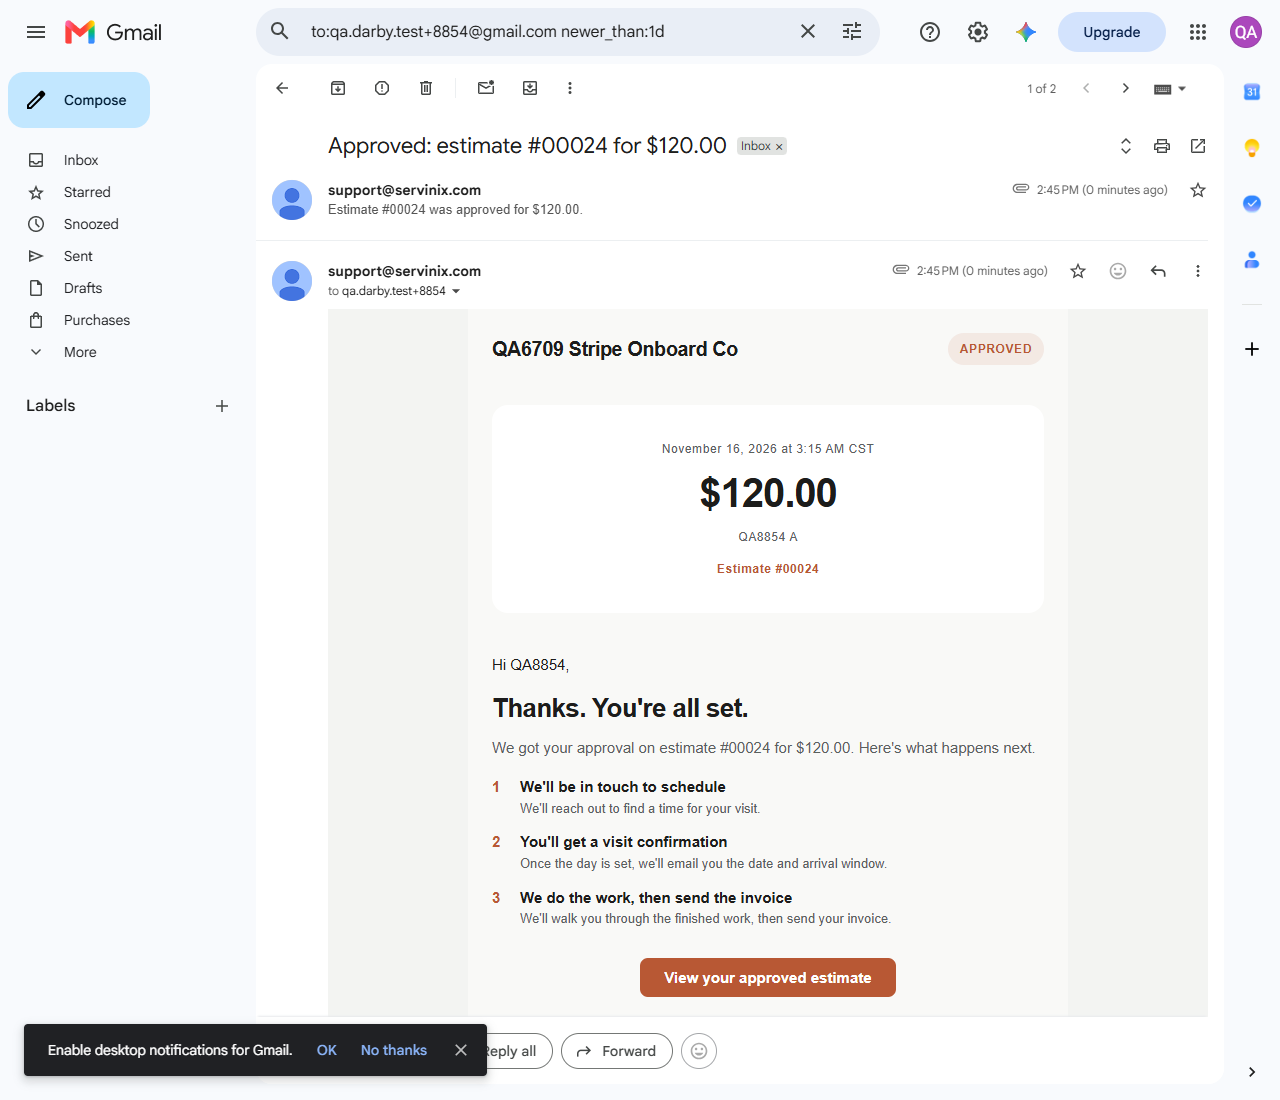 Gmail
to:qa.darby.test+8854@gmail.com newer_than:1d
Upgrade
QA
Compose
Inbox
Starred
Snoozed
Sent
Drafts
Purchases
More
Labels
1 of 2
31
Approved: estimate #00024 for $120.00
Inbox ×
support@servinix.com
2:45 PM (0 minutes ago)
Estimate #00024 was approved for $120.00.
support@servinix.com
2:45 PM (0 minutes ago)
to qa.darby.test+8854
QA6709 Stripe Onboard Co
APPROVED
November 16, 2026 at 3:15 AM CST
$120.00
QA8854 A
Estimate #00024
Hi QA8854,
Thanks. You're all set.
We got your approval on estimate #00024 for $120.00. Here's what happens next.
1 We'll be in touch to schedule
We'll reach out to find a time for your visit.
2 You'll get a visit confirmation
Once the day is set, we'll email you the date and arrival window.
3 We do the work, then send the invoice
We'll walk you through the finished work, then send your invoice.
View your approved estimate
Reply all
Forward
Enable desktop notifications for Gmail. OK No thanks